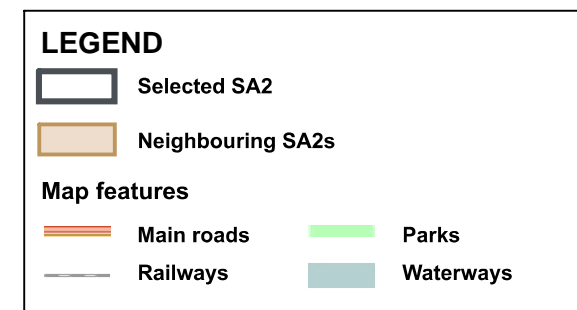 LEGEND
Selected SA2
Neighbouring SA2s
Map features
Main roads
Parks
Railways
Waterways